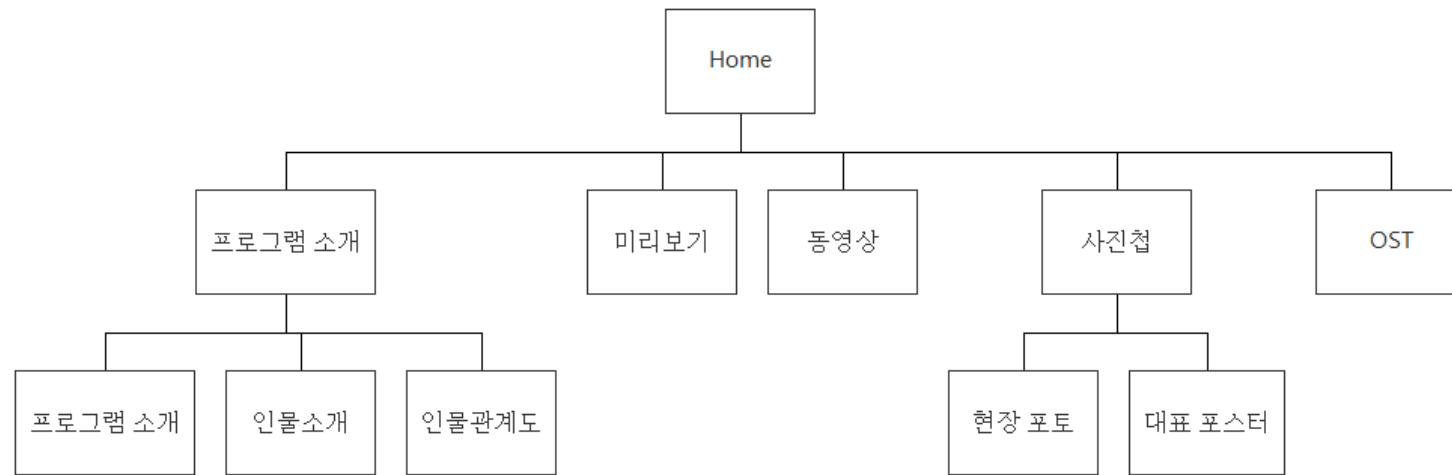 Home
프로그램 소개
미리보기
동영상
사진첩
OST
프로그램 소개
인물소개
인물관계도
현장 포토
대표 포스터